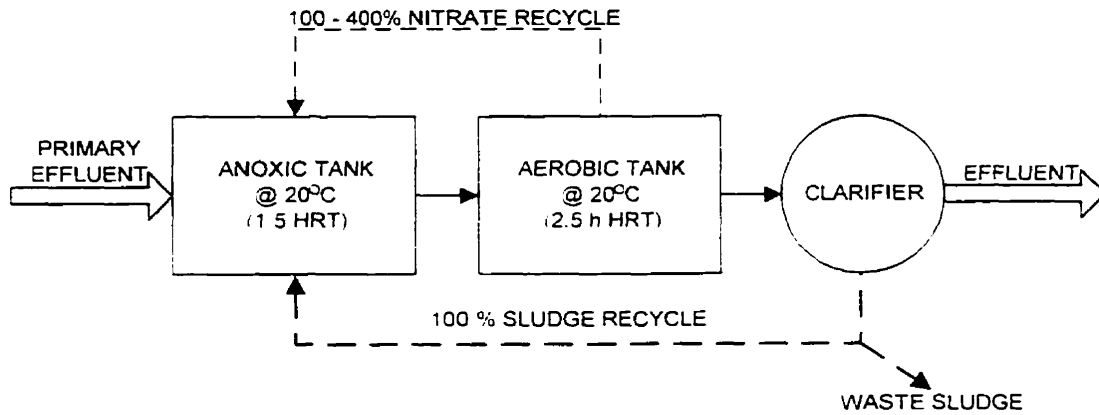 100 - 400% NITRATE RECYCLE
PRIMARY
EFFLUENT
ANOXIC TANK
@ 20°C
(1 5 HRT)
AEROBIC TANK
@ 20°C
(2.5 h HRT)
CLARIFIER
EFFLUENT
100 % SLUDGE RECYCLE
WASTE SLUDGE